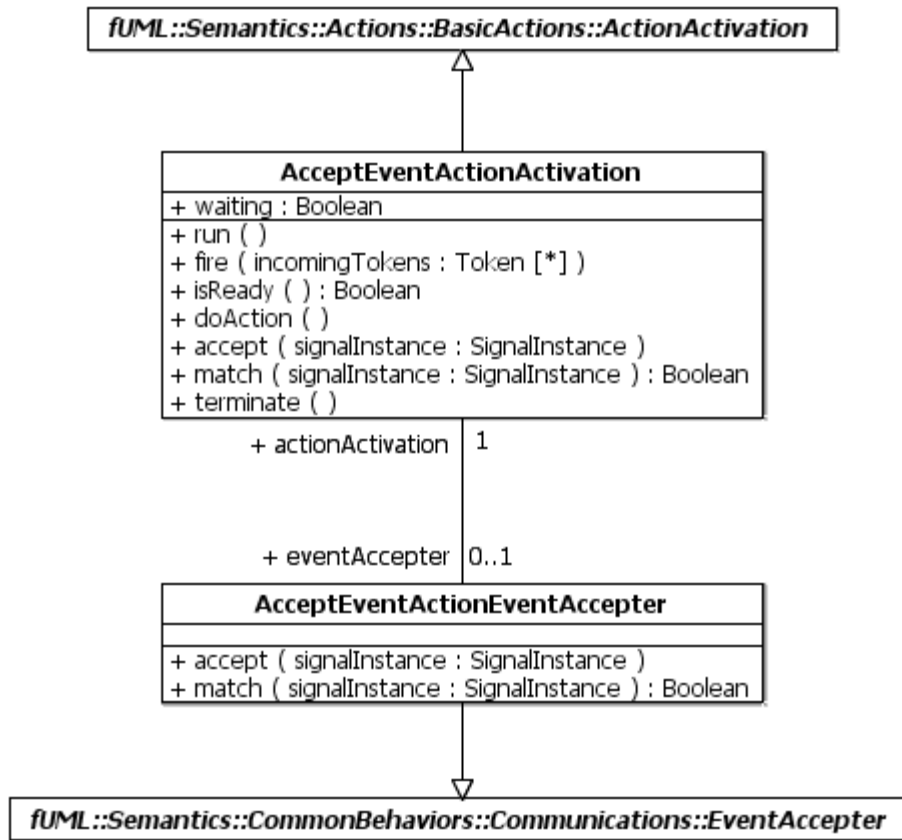 fUML::Semantics::Actions::BasicActions::ActionActivation
AcceptEventActionActivation
+ waiting : Boolean
+ run ( )
+ fire ( incomingTokens : Token [*] )
+ isReady ( ) : Boolean
+ doAction ( )
+ accept ( signalInstance : SignalInstance )
+ match ( signalInstance : SignalInstance ) : Boolean
+ terminate ( )
+ actionActivation 1
+ eventAccepter 0..1
AcceptEventActionEventAccepter
+ accept ( signalInstance : SignalInstance )
+ match ( signalInstance : SignalInstance ) : Boolean
fUML::Semantics::CommonBehaviors::Communications::EventAccepter